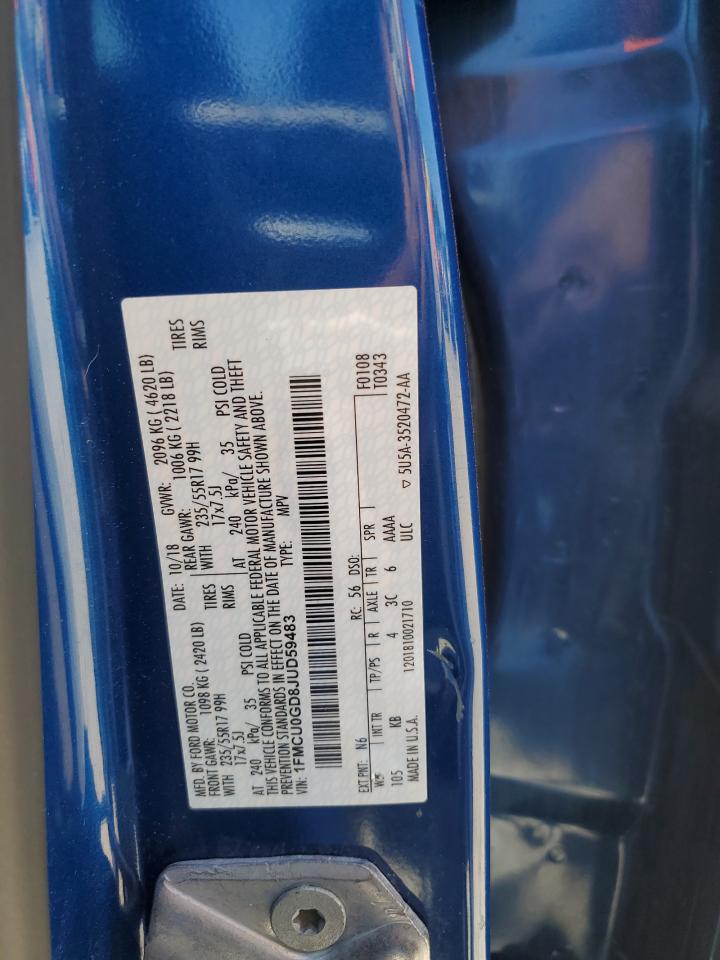 MFD. BY FORD MOTOR CO. DATE: 10/18 GVWR: 2096 KG ( 4620 LB)
FRONT GAWR: 1098 KG ( 2420 LB) REAR GAWR: 1006 KG ( 2218 LB)
WITH 235/55R17 99H TIRES WITH 235/55R17 99H TIRES
17x7.5J RIMS 17x7.5J RIMS
AT 240 kPa/ 35 PSI COLD AT 240 kPa/ 35 PSI COLD
THIS VEHICLE CONFORMS TO ALL APPLICABLE FEDERAL MOTOR VEHICLE SAFETY AND THEFT
PREVENTION STANDARDS IN EFFECT ON THE DATE OF MANUFACTURE SHOWN ABOVE.
VIN: 1FMCU0GD8JUD59483 TYPE: MPV
EXT PNT: N6 RC: 56 DSO: F0108
WB INT TR TP/PS R AXLE TR SPR T0343
105 KB 4 3C 6 AAAA
MADE IN U.S.A. 1201810021710 ULC ▽ 5U5A-3520472-AA